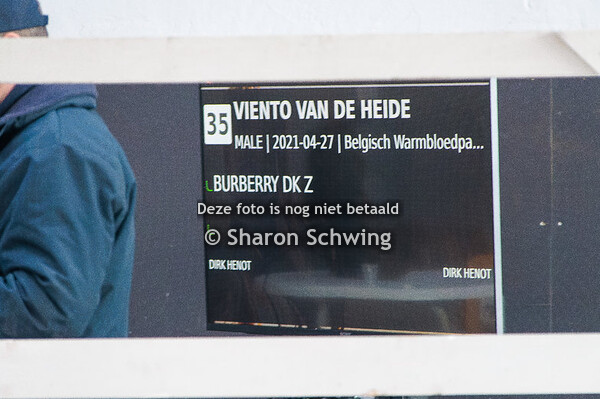 35
VIENTO VAN DE HEIDE
MALE | 2021-04-27 | Belgisch Warmbloedpa...
BURBERRY DK Z
Deze foto is nog niet betaald
© Sharon Schwing
DIRK HENOT
DIRK HENOT